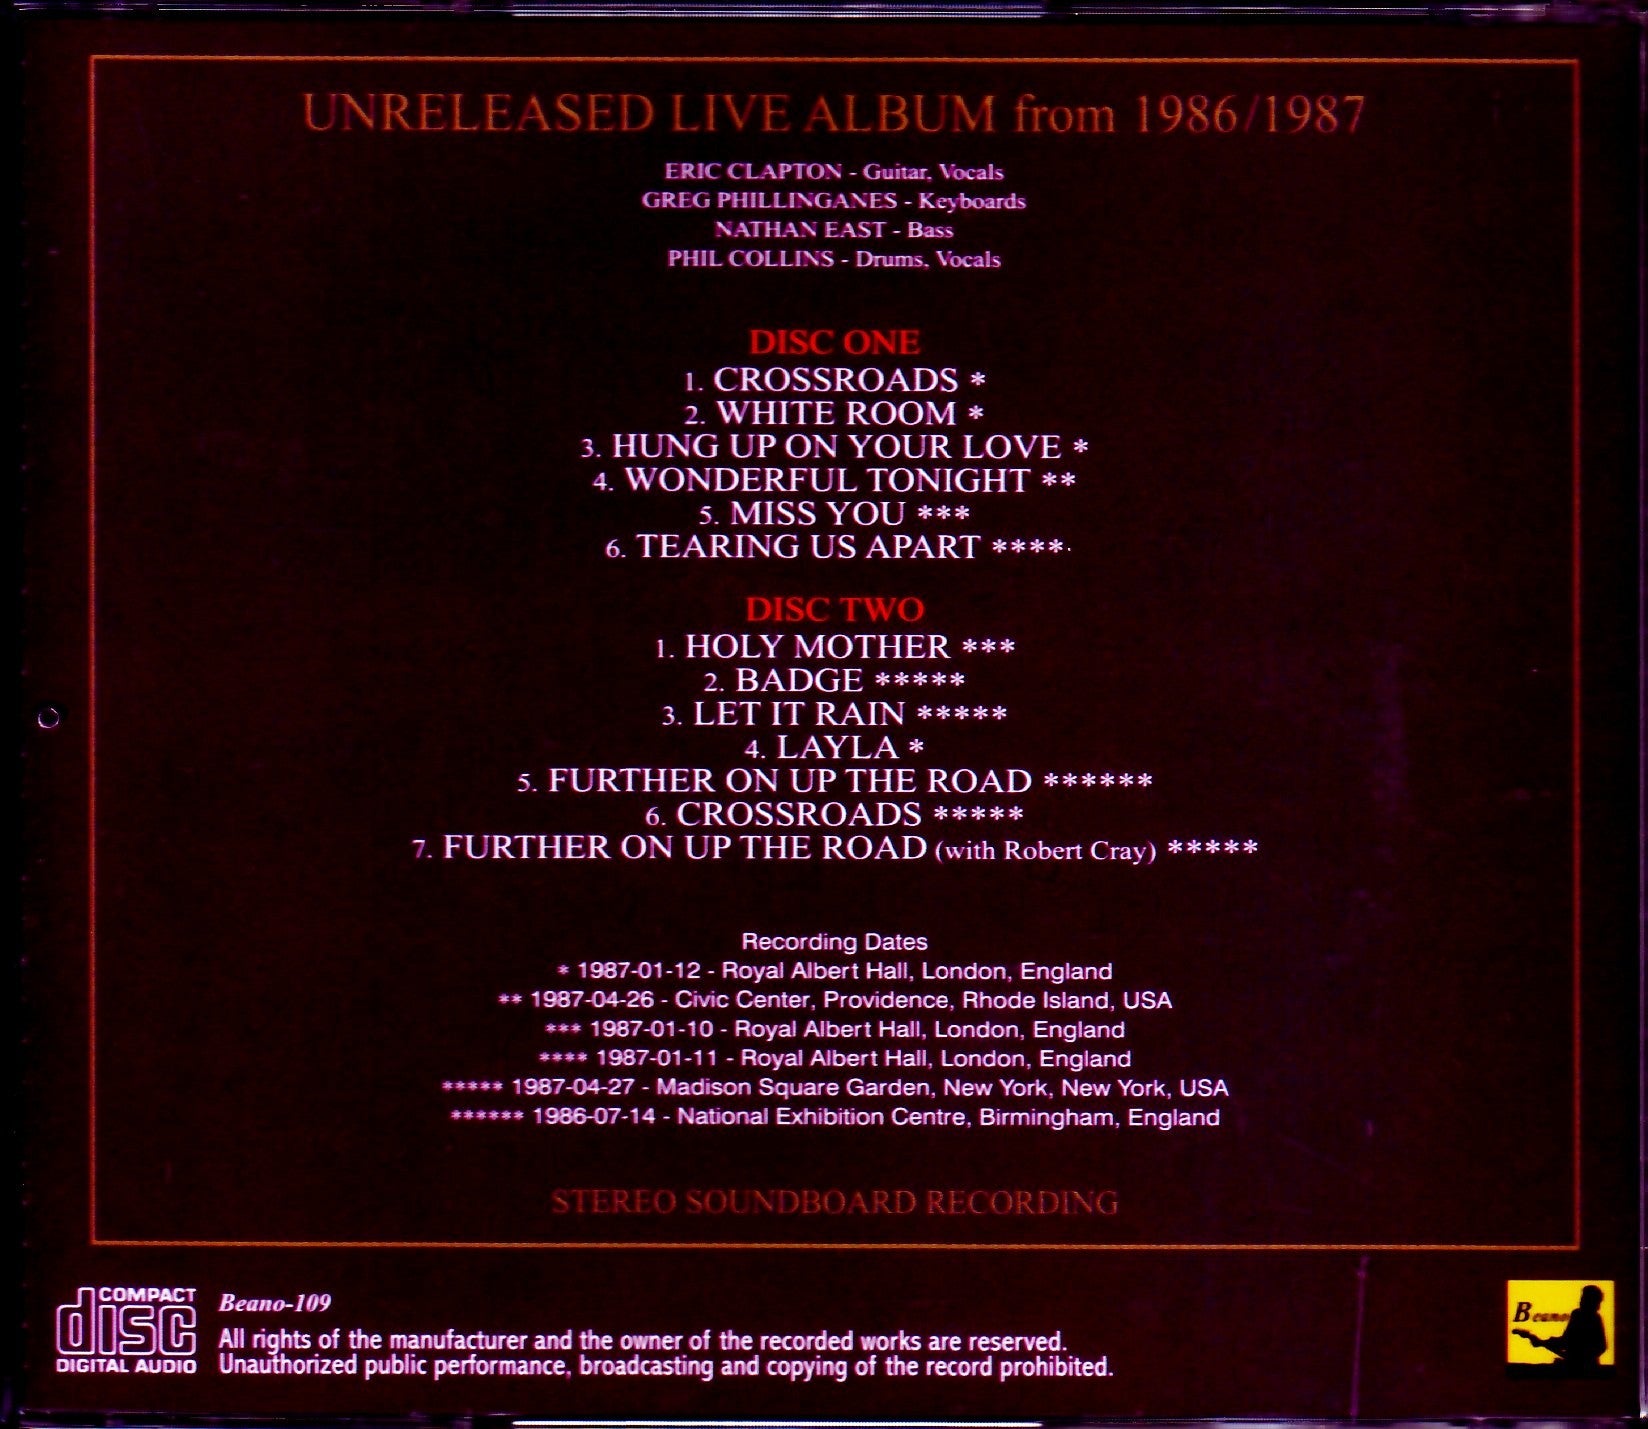 UNRELEASED LIVE ALBUM from 1986/1987
ERIC CLAPTON - Guitar, Vocals
GREG PHILLINGANES - Keyboards
NATHAN EAST - Bass
PHIL COLLINS - Drums, Vocals
DISC ONE
1. CROSSROADS *
2. WHITE ROOM *
3. HUNG UP ON YOUR LOVE *
4. WONDERFUL TONIGHT **
5. MISS YOU ***
6. TEARING US APART ****
DISC TWO
1. HOLY MOTHER ***
2. BADGE *****
3. LET IT RAIN *****
4. LAYLA *
5. FURTHER ON UP THE ROAD ******
6. CROSSROADS *****
7. FURTHER ON UP THE ROAD (with Robert Cray) *****
Recording Dates
* 1987-01-12 - Royal Albert Hall, London, England
** 1987-04-26 - Civic Center, Providence, Rhode Island, USA
*** 1987-01-10 - Royal Albert Hall, London, England
**** 1987-01-11 - Royal Albert Hall, London, England
***** 1987-04-27 - Madison Square Garden, New York, New York, USA
****** 1986-07-14 - National Exhibition Centre, Birmingham, England
STEREO SOUNDBOARD RECORDING
COMPACT
disc
DIGITAL AUDIO
Beano-109
All rights of the manufacturer and the owner of the recorded works are reserved.
Unauthorized public performance, broadcasting and copying of the record prohibited.
Beano